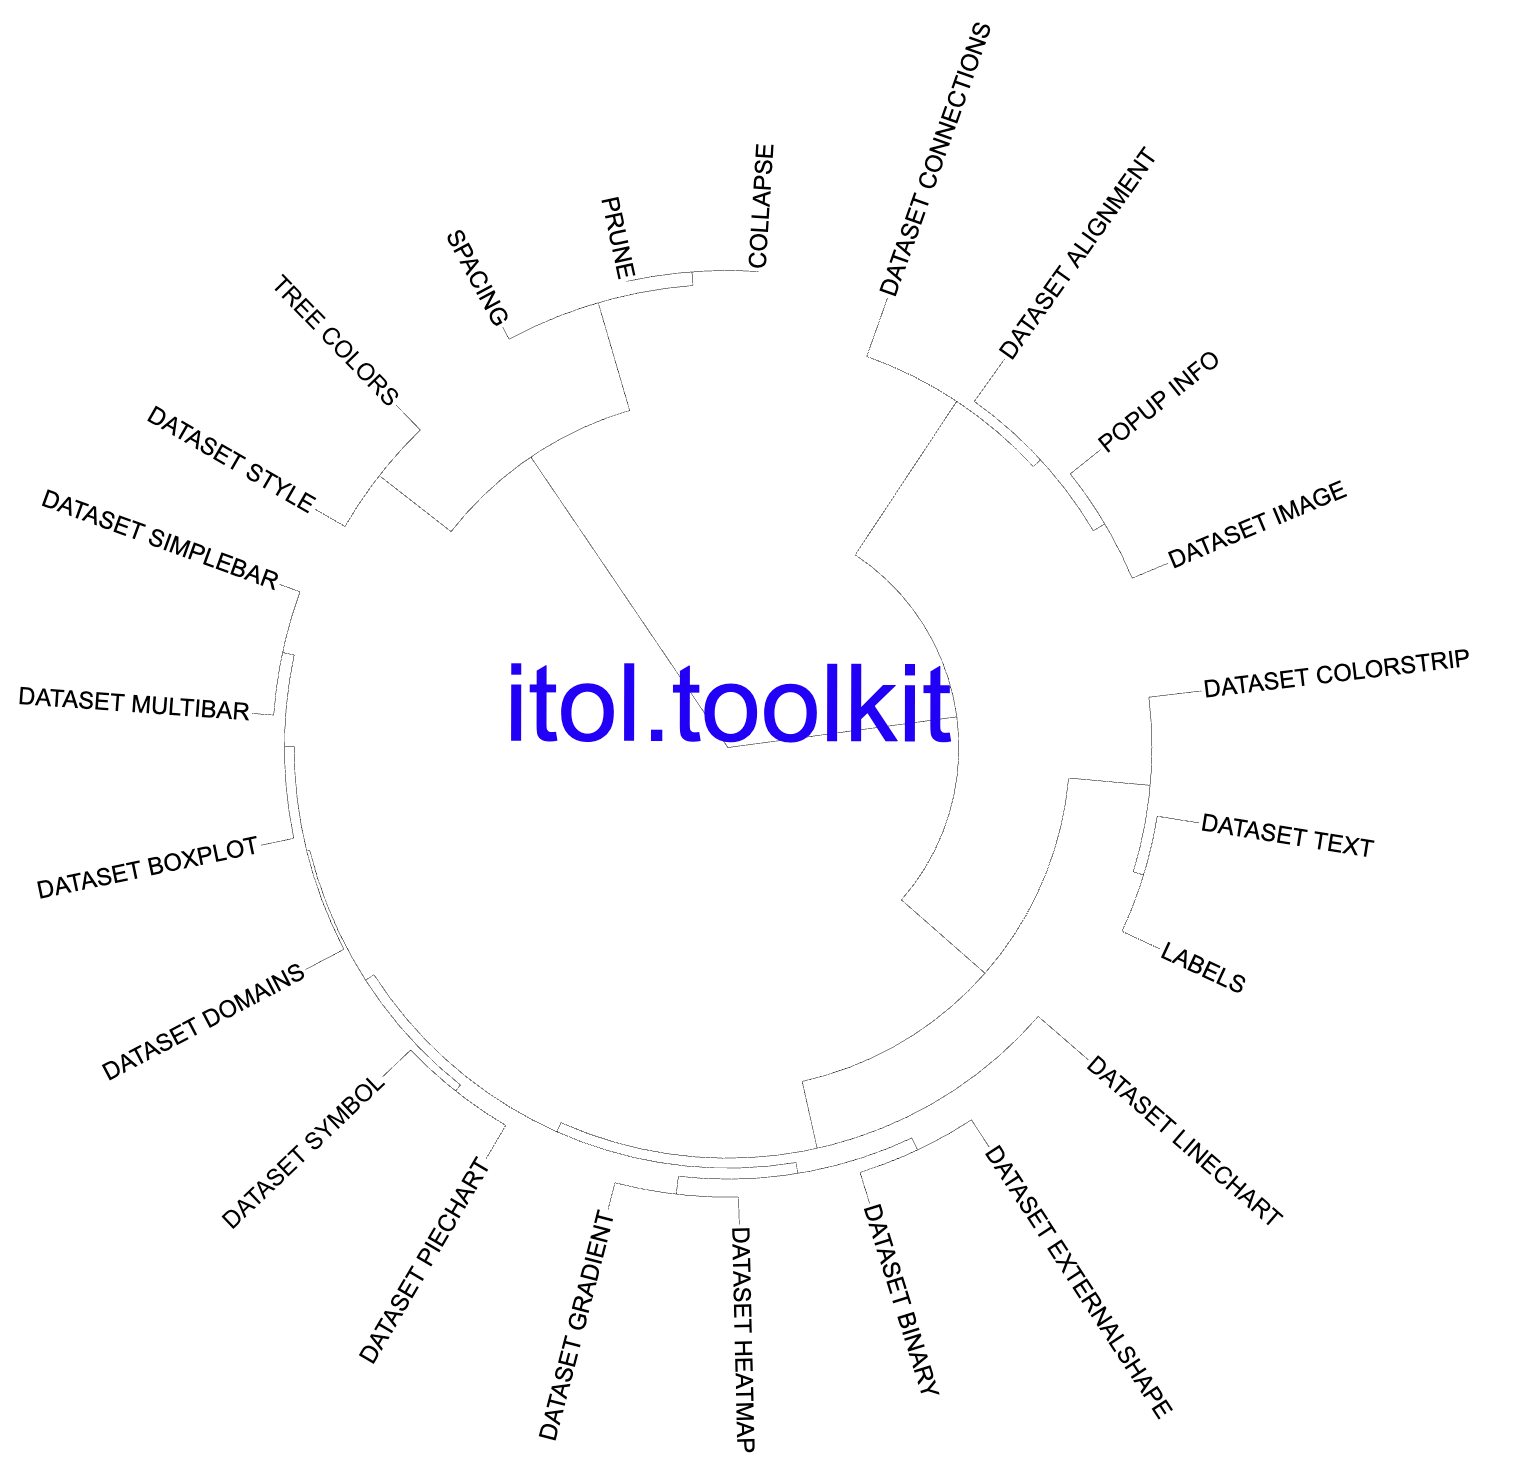 DATASET CONNECTIONS
DATASET ALIGNMENT
POPUP INFO
DATASET IMAGE
DATASET COLORSTRIP
DATASET TEXT
LABELS
DATASET LINECHART
DATASET EXTERNALSHAPE
DATASET BINARY
DATASET HEATMAP
DATASET GRADIENT
DATASET PIECHART
DATASET SYMBOL
DATASET DOMAINS
DATASET BOXPLOT
DATASET MULTIBAR
DATASET SIMPLEBAR
DATASET STYLE
TREE COLORS
SPACING
PRUNE
COLLAPSE
itol.toolkit